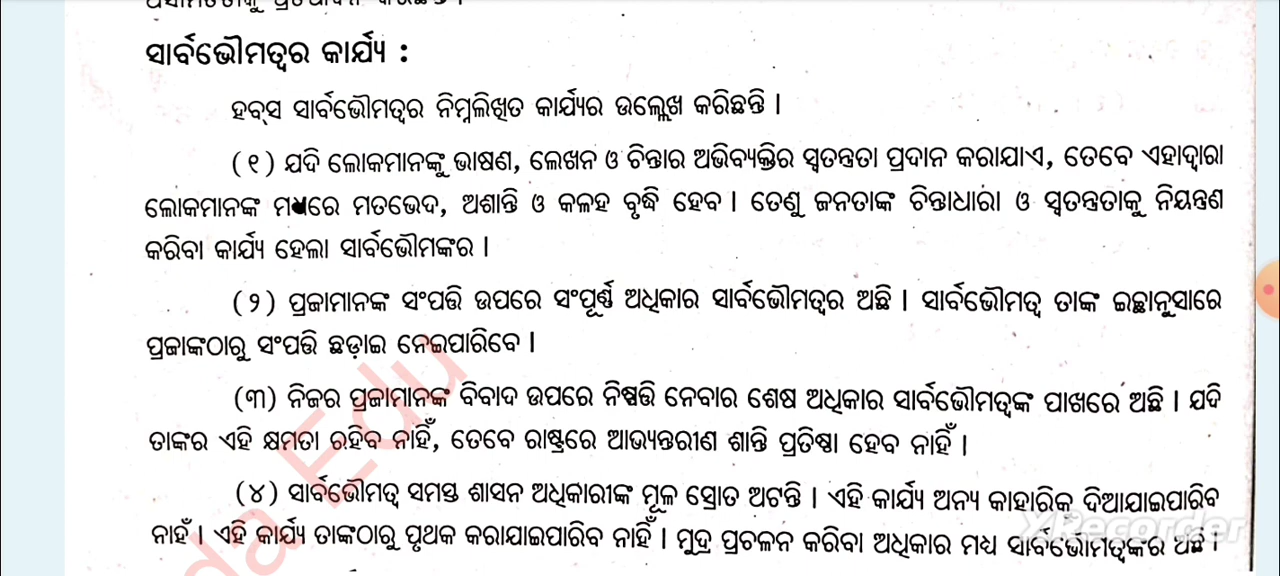 ସାର୍ବଭୌମତ୍ୱର କାର୍ଯ୍ୟ :
ହବ୍‌ସ ସାର୍ବଭୌମତ୍ୱର ନିମ୍ନଲିଖିତ କାର୍ଯ୍ୟର ଉଲ୍ଲେଖ କରିଛନ୍ତି ।
(୧) ଯଦି ଲୋକମାନଙ୍କୁ ଭାଷଣ, ଲେଖନ ଓ ଚିନ୍ତାର ଅଭିବ୍ୟକ୍ତିର ସ୍ୱତନ୍ତ୍ରତା ପ୍ରଦାନ କରାଯାଏ, ତେବେ ଏହାଦ୍ୱାରା
ଲୋକମାନଙ୍କ ମଧ୍ୟରେ ମତଭେଦ, ଅଶାନ୍ତି ଓ କଳହ ବୃଦ୍ଧି ହେବ । ତେଣୁ ଜନତାଙ୍କ ଚିନ୍ତାଧାରା ଓ ସ୍ୱତନ୍ତ୍ରତାକୁ ନିୟନ୍ତ୍ରଣ
କରିବା କାର୍ଯ୍ୟ ହେଲା ସାର୍ବଭୌମଙ୍କର ।
(୨) ପ୍ରଜାମାନଙ୍କ ସଂପତ୍ତି ଉପରେ ସଂପୂର୍ଣ୍ଣ ଅଧିକାର ସାର୍ବଭୌମତ୍ୱର ଅଛି । ସାର୍ବଭୌମତ୍ୱ ତାଙ୍କ ଇଚ୍ଛାନୁସାରେ
ପ୍ରଜାଙ୍କଠାରୁ ସଂପତ୍ତି ଛଡ଼ାଇ ନେଇପାରିବେ ।
(୩) ନିଜର ପ୍ରଜାମାନଙ୍କ ବିବାଦ ଉପରେ ନିଷ୍ପତ୍ତି ନେବାର ଶେଷ ଅଧିକାର ସାର୍ବଭୌମତ୍ୱଙ୍କ ପାଖରେ ଅଛି । ଯଦି
ତାଙ୍କର ଏହି କ୍ଷମତା ରହିବ ନାହିଁ, ତେବେ ରାଷ୍ଟ୍ରରେ ଆଭ୍ୟନ୍ତରୀଣ ଶାନ୍ତି ପ୍ରତିଷ୍ଠା ହେବ ନାହିଁ ।
(୪) ସାର୍ବଭୌମତ୍ୱ ସମସ୍ତ ଶାସନ ଅଧିକାରୀଙ୍କ ମୂଳ ସ୍ରୋତ ଅଟନ୍ତି । ଏହି କାର୍ଯ୍ୟ ଅନ୍ୟ କାହାରିକୁ ଦିଆଯାଇପାରିବ
ନାହଁ । ଏହି କାର୍ଯ୍ୟ ତାଙ୍କଠାରୁ ପୃଥକ କରାଯାଇପାରିବ ନାହିଁ । ମୁଦ୍ରା ପ୍ରଚଳନ କରିବା ଅଧିକାର ମଧ୍ୟ ସାର୍ବଭୌମତ୍ୱଙ୍କର ଅଛି ।
da Edu
XRecorder